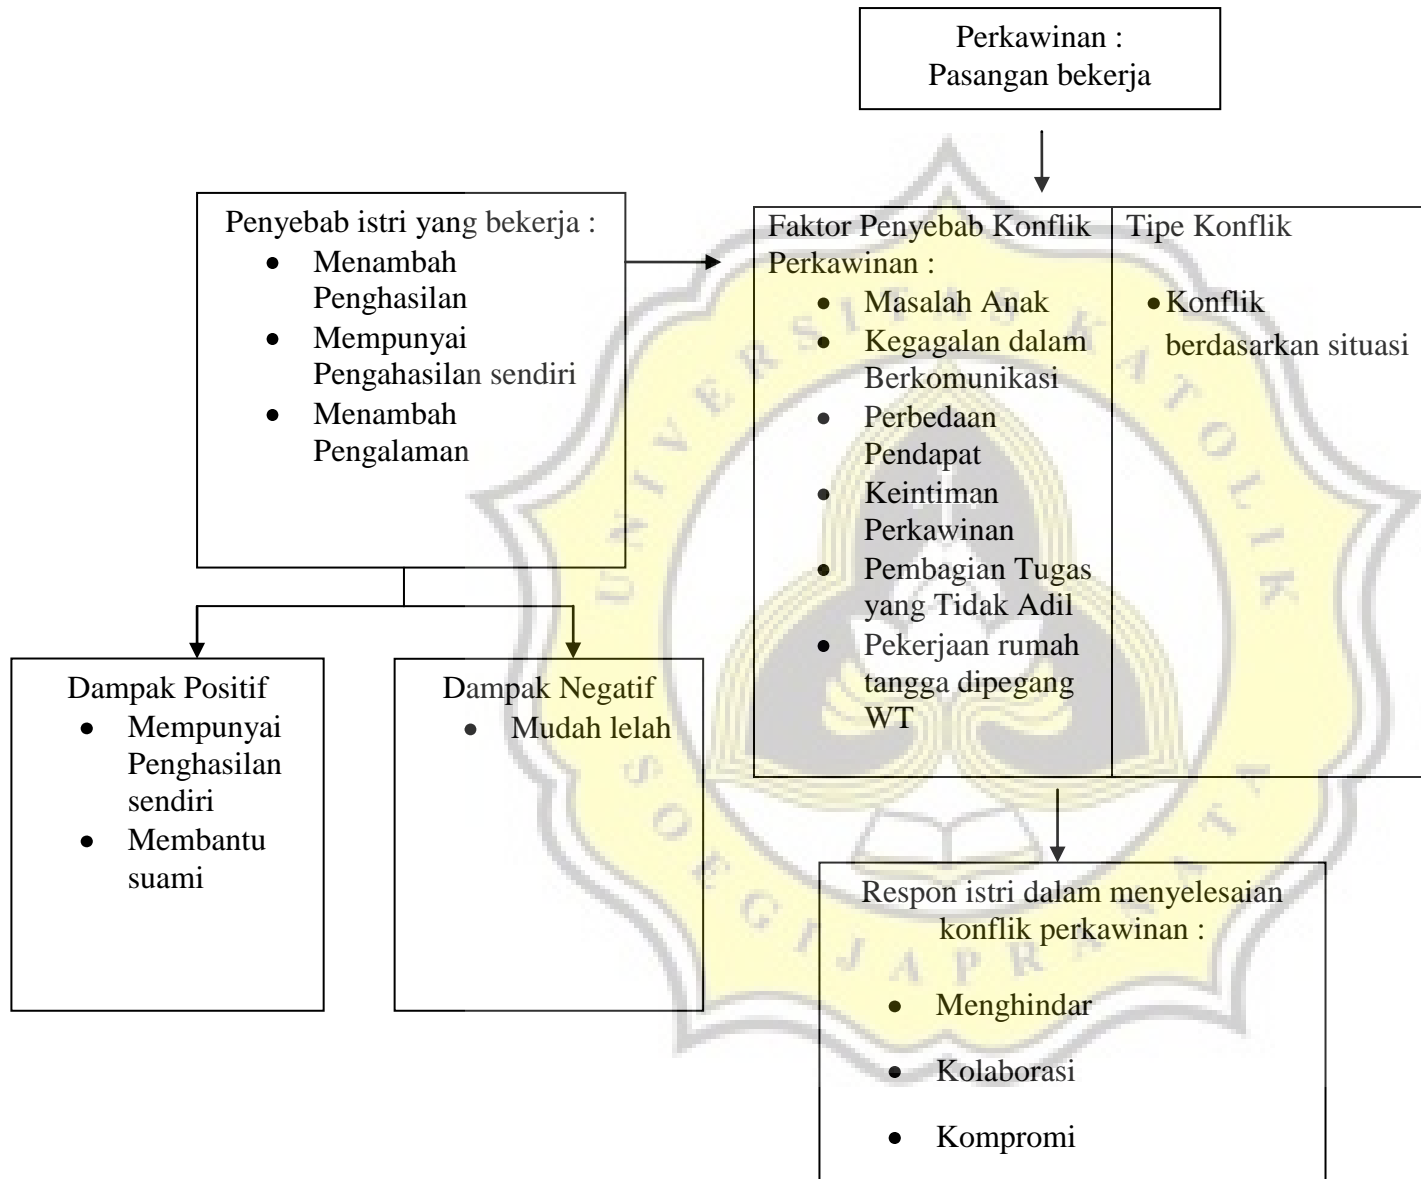 Perkawinan :
Pasangan bekerja
Penyebab istri yang bekerja :
• Menambah
Penghasilan
• Mempunyai
Pengahasilan sendiri
• Menambah
Pengalaman
Faktor Penyebab Konflik
Perkawinan :
• Masalah Anak
• Kegagalan dalam
Berkomunikasi
• Perbedaan
Pendapat
• Keintiman
Perkawinan
• Pembagian Tugas
yang Tidak Adil
• Pekerjaan rumah
tangga dipegang
WT
Tipe Konflik
• Konflik
berdasarkan situasi
Dampak Positif
• Mempunyai
Penghasilan
sendiri
• Membantu
suami
Dampak Negatif
• Mudah lelah
Respon istri dalam menyelesaian
konflik perkawinan :
• Menghindar
• Kolaborasi
• Kompromi
UNIVERSITAS KATOLIK
SOEGIJAPRANATA